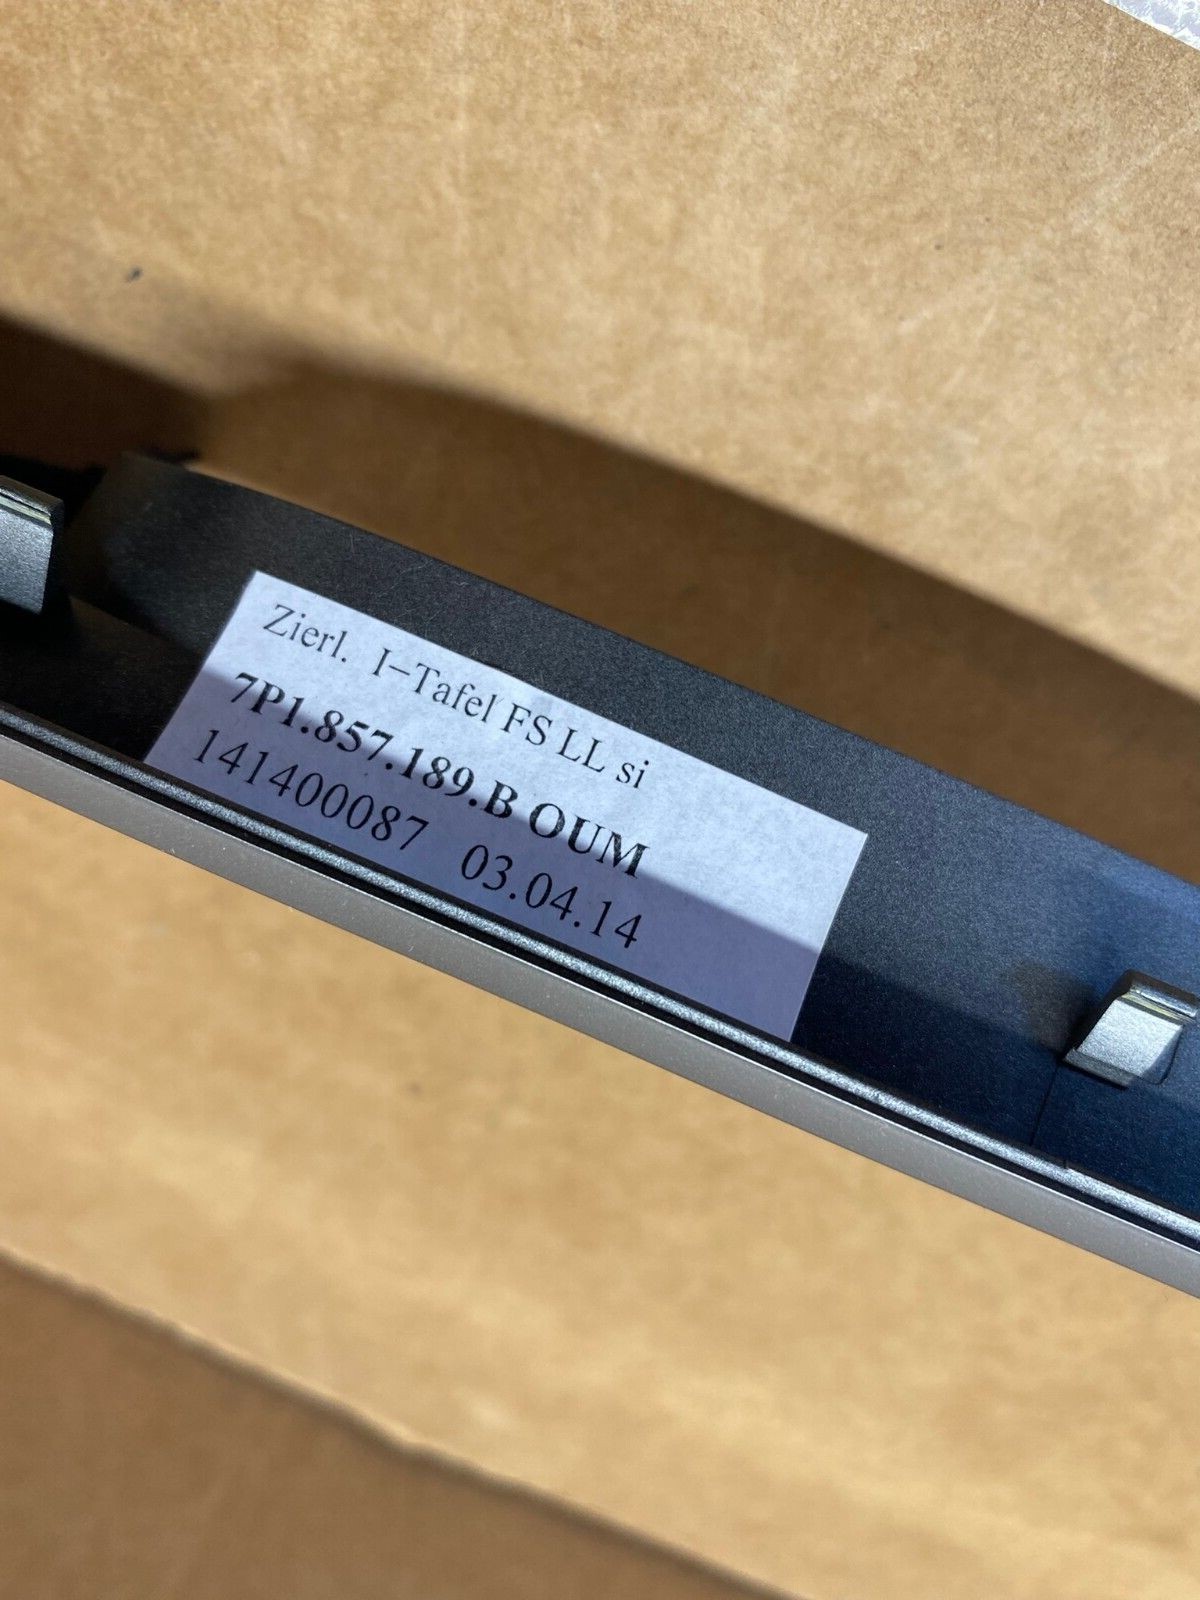 Zierl. I-Tafel FS LL si
7P1.857.189.B OUM
141400087 03.04.14